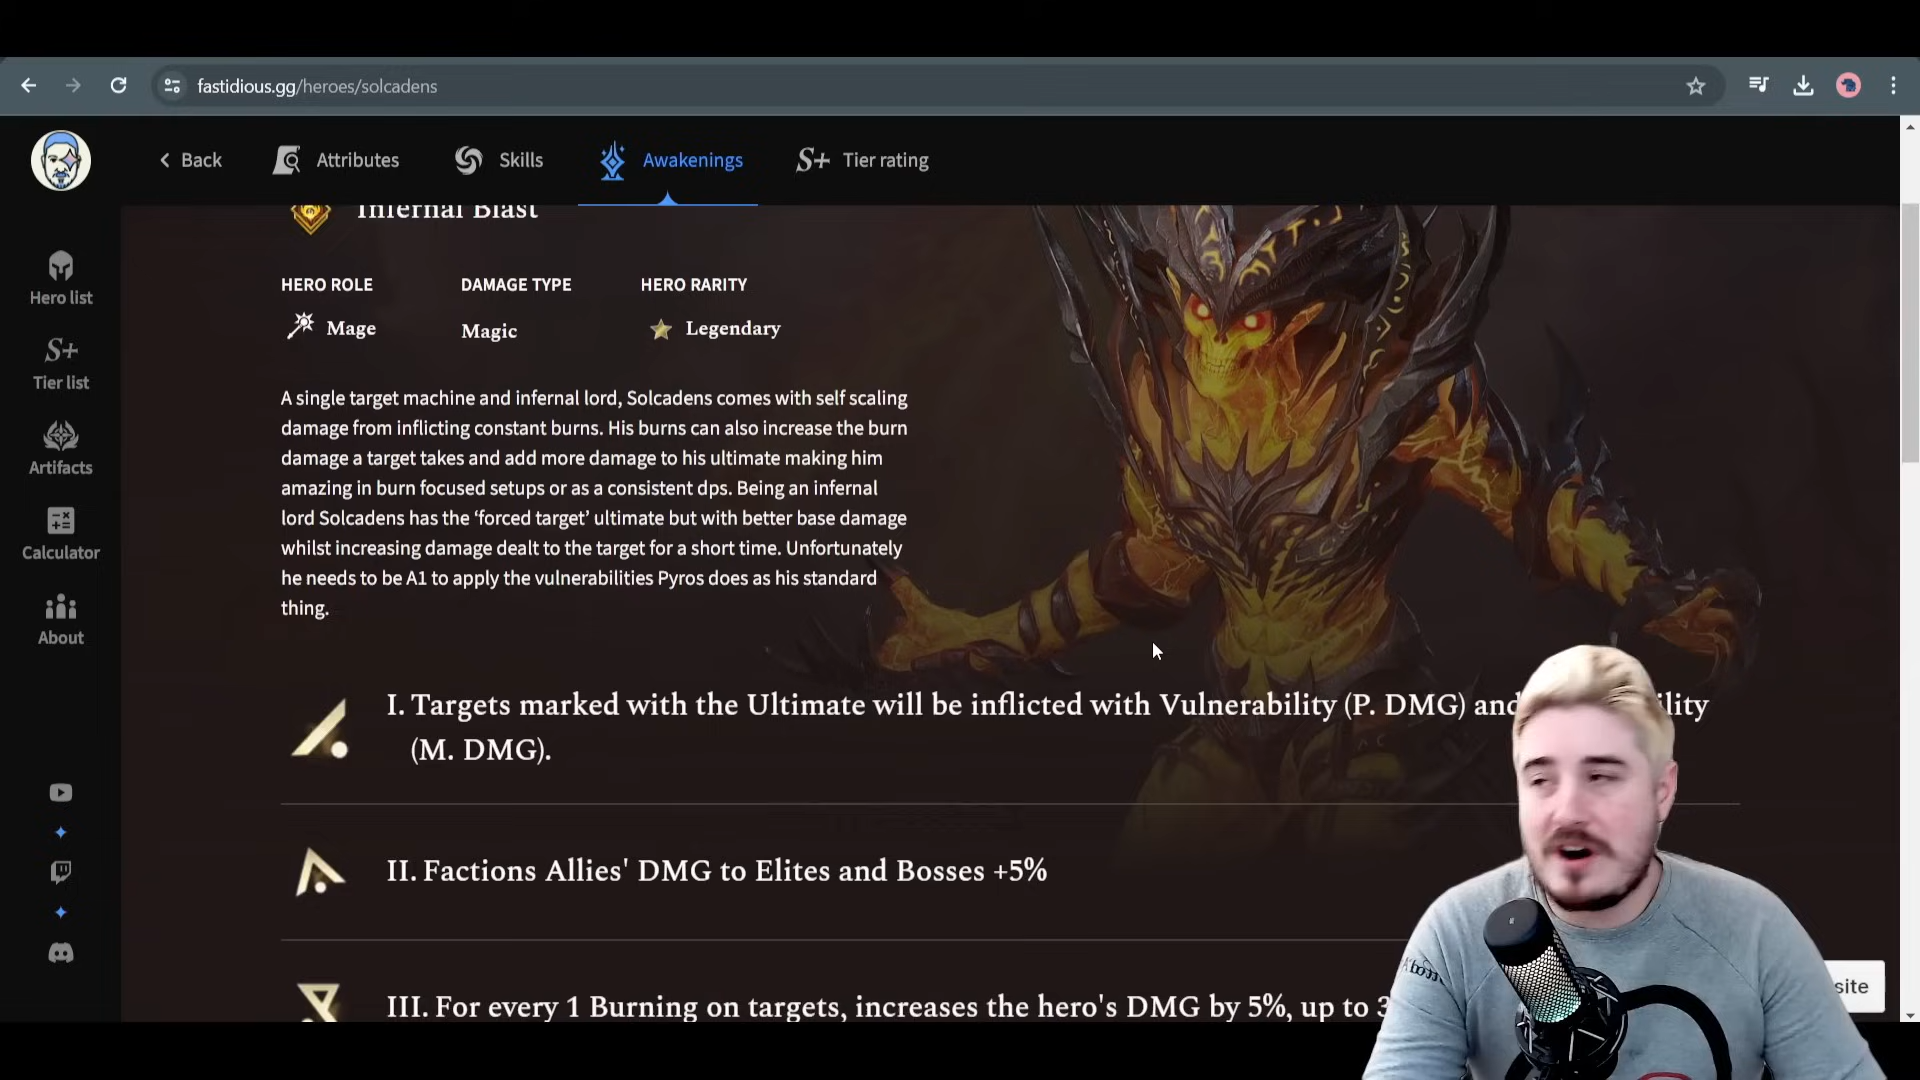 fastidious.gg/heroes/solcadens
Back
Attributes
Skills
Awakenings
S+ Tier rating
Hero list
S+
Tier list
Artifacts
Calculator
About
Infernal Blast
HERO ROLE
DAMAGE TYPE
HERO RARITY
Mage
Magic
Legendary
A single target machine and infernal lord, Solcadens comes with self scaling
damage from inflicting constant burns. His burns can also increase the burn
damage a target takes and add more damage to his ultimate making him
amazing in burn focused setups or as a consistent dps. Being an infernal
lord Solcadens has the ‘forced target’ ultimate but with better base damage
whilst increasing damage dealt to the target for a short time. Unfortunately
he needs to be A1 to apply the vulnerabilities Pyros does as his standard
thing.
I. Targets marked with the Ultimate will be inflicted with Vulnerability (P. DMG) and lity
(M. DMG).
II. Factions Allies' DMG to Elites and Bosses +5%
III. For every 1 Burning on targets, increases the hero's DMG by 5%, up to 3
site